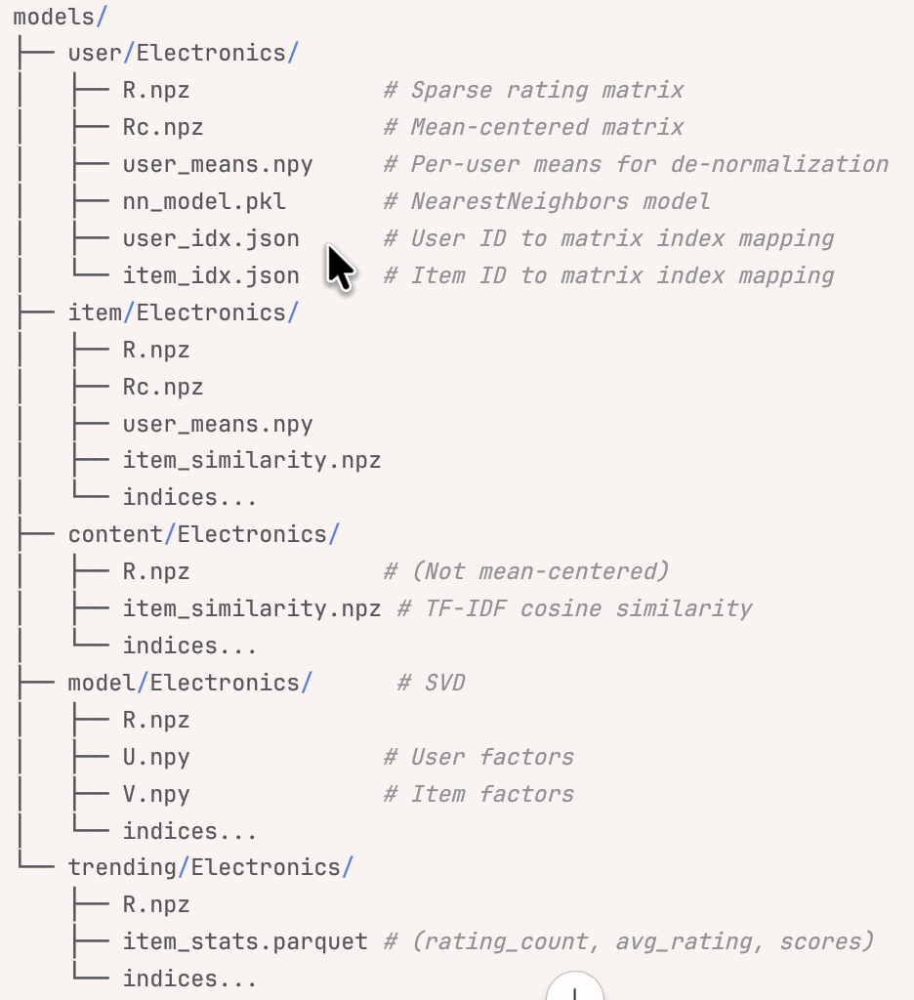 models/
├── user/Electronics/
│   ├── R.npz              # Sparse rating matrix
│   ├── Rc.npz             # Mean-centered matrix
│   ├── user_means.npy     # Per-user means for de-normalization
│   ├── nn_model.pkl       # NearestNeighbors model
│   ├── user_idx.json      # User ID to matrix index mapping
│   └── item_idx.json      # Item ID to matrix index mapping
├── item/Electronics/
│   ├── R.npz
│   ├── Rc.npz
│   ├── user_means.npy
│   ├── item_similarity.npz
│   └── indices...
├── content/Electronics/
│   ├── R.npz              # (Not mean-centered)
│   ├── item_similarity.npz # TF-IDF cosine similarity
│   └── indices...
├── model/Electronics/      # SVD
│   ├── R.npz
│   ├── U.npy              # User factors
│   ├── V.npy              # Item factors
│   └── indices...
└── trending/Electronics/
    ├── R.npz
    ├── item_stats.parquet # (rating_count, avg_rating, scores)
    └── indices...